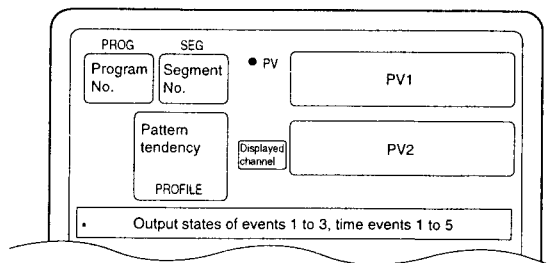 PROG SEG
Program No. Segment No. • PV PV1
Pattern tendency
PROFILE
Displayed channel PV2
Output states of events 1 to 3, time events 1 to 5